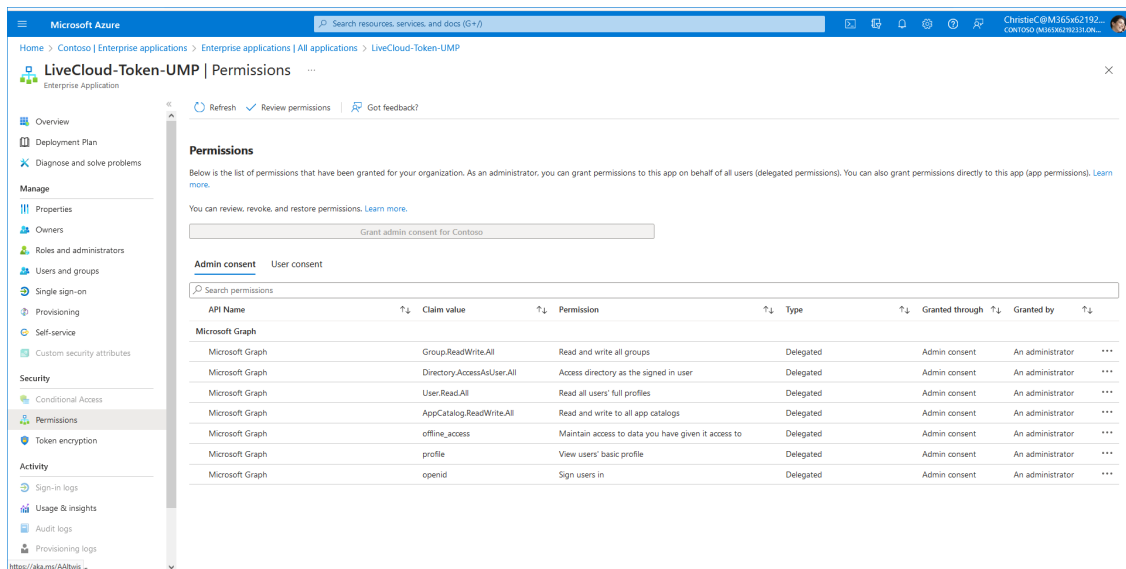 Microsoft Azure
Search resources, services, and docs (G+/)
ChristieC@M365x62192...
CONTOSO (M365X62192331.ON...
Home > Contoso | Enterprise applications > Enterprise applications | All applications > LiveCloud-Token-UMP
LiveCloud-Token-UMP | Permissions ...
Enterprise Application
Refresh Review permissions Got feedback?
Overview
Deployment Plan
Diagnose and solve problems
Manage
Properties
Owners
Roles and administrators
Users and groups
Single sign-on
Provisioning
Self-service
Custom security attributes
Security
Conditional Access
Permissions
Token encryption
Activity
Sign-in logs
Usage & insights
Audit logs
Provisioning logs
https://aka.ms/AAltwis ...
Permissions
Below is the list of permissions that have been granted for your organization. As an administrator, you can grant permissions to this app on behalf of all users (delegated permissions). You can also grant permissions directly to this app (app permissions). Learn
more.
You can review, revoke, and restore permissions. Learn more.
Grant admin consent for Contoso
Admin consent User consent
Search permissions
API Name Claim value Permission Type Granted through Granted by
Microsoft Graph
Microsoft Graph Group.ReadWrite.All Read and write all groups Delegated Admin consent An administrator
Microsoft Graph Directory.AccessAsUser.All Access directory as the signed in user Delegated Admin consent An administrator
Microsoft Graph User.Read.All Read all users' full profiles Delegated Admin consent An administrator
Microsoft Graph AppCatalog.ReadWrite.All Read and write to all app catalogs Delegated Admin consent An administrator
Microsoft Graph offline_access Maintain access to data you have given it access to Delegated Admin consent An administrator
Microsoft Graph profile View users' basic profile Delegated Admin consent An administrator
Microsoft Graph openid Sign users in Delegated Admin consent An administrator